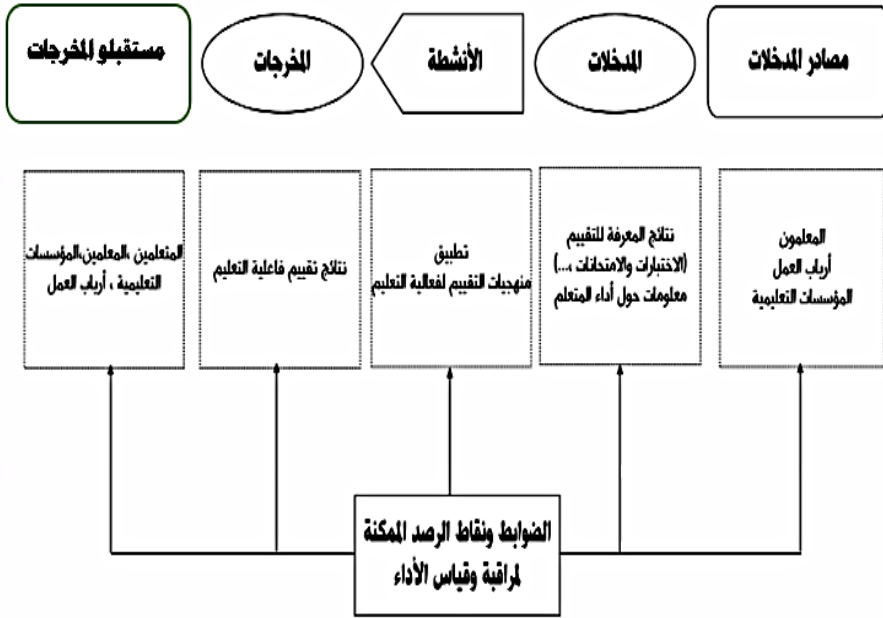 مصادر المدخلات
المدخلات
الأنشطة
المخرجات
مستقبلو المخرجات
المعلمون
أرباب العمل
المؤسسات التعليمية
نتائج المعرفة للتقييم
(الاختبارات والامتحانات ،...)
معلومات حول أداء المتعلم
تطبيق
منهجيات التقييم لفعالية التعليم
نتائج تقييم فاعلية التعليم
المتعلمين ،المعلمين،المؤسسات
التعليمية ، أرباب العمل
الضوابط ونقاط الرصد الممكنة
لمراقبة وقياس الأداء